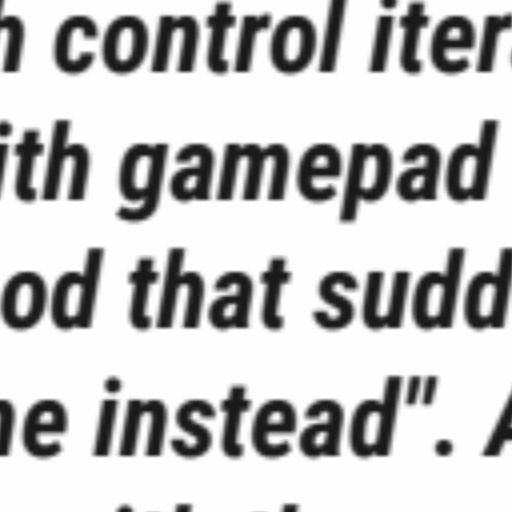 h control iter
ith gamepad
od that sudd
ne instead". A